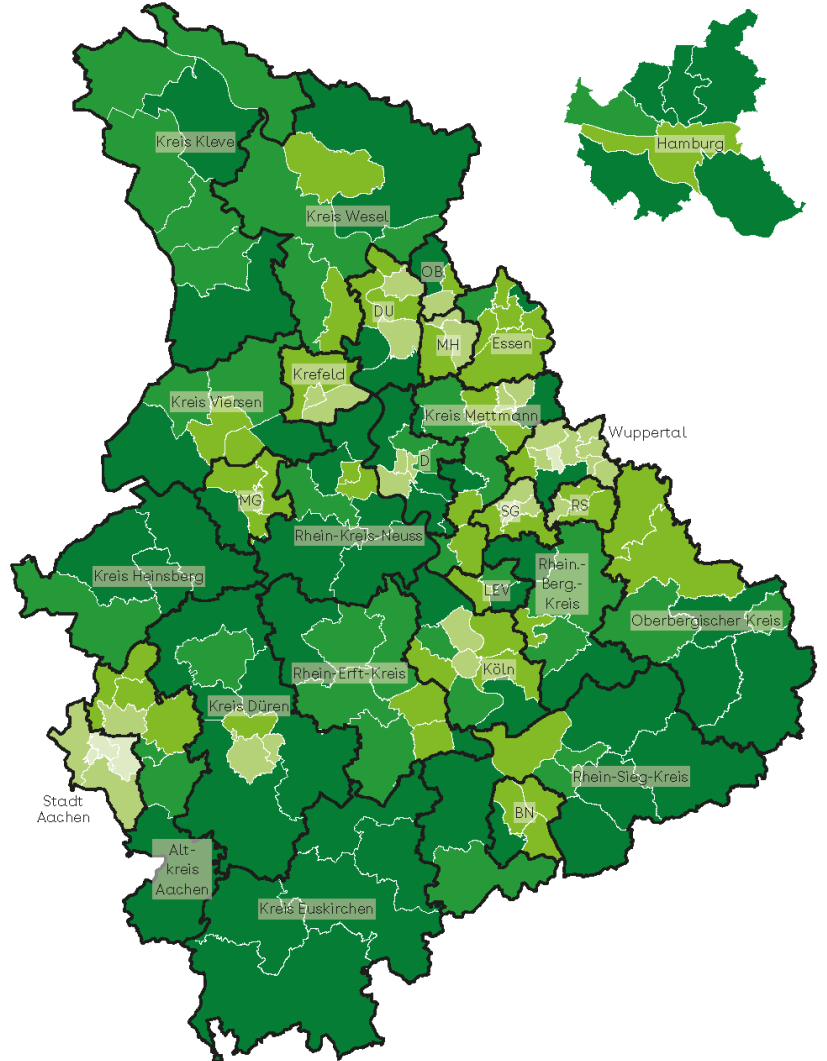 Kreis Kleve
Hamburg
Kreis Wesel
OB
DU
MH
Essen
Krefeld
Kreis Viersen
Kreis Mettmann
Wuppertal
D
MG
SG
RS
Rhein-Kreis-Neuss
Kreis Heinsberg
LEV
Rhein.-
Berg.-
Kreis
Oberbergischer Kreis
Rhein-Erft-Kreis
Köln
Kreis Düren
Rhein-Sieg-Kreis
Stadt
Aachen
BN
Alt-
kreis
Aachen
Kreis Euskirchen